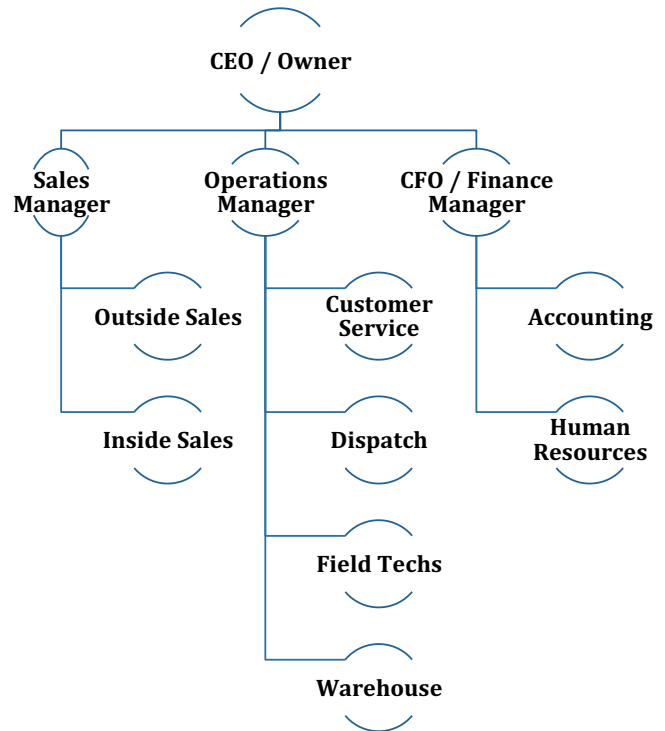 CEO / Owner
Sales
Manager
Operations
Manager
CFO / Finance
Manager
Outside Sales
Customer
Service
Accounting
Inside Sales
Dispatch
Human
Resources
Field Techs
Warehouse